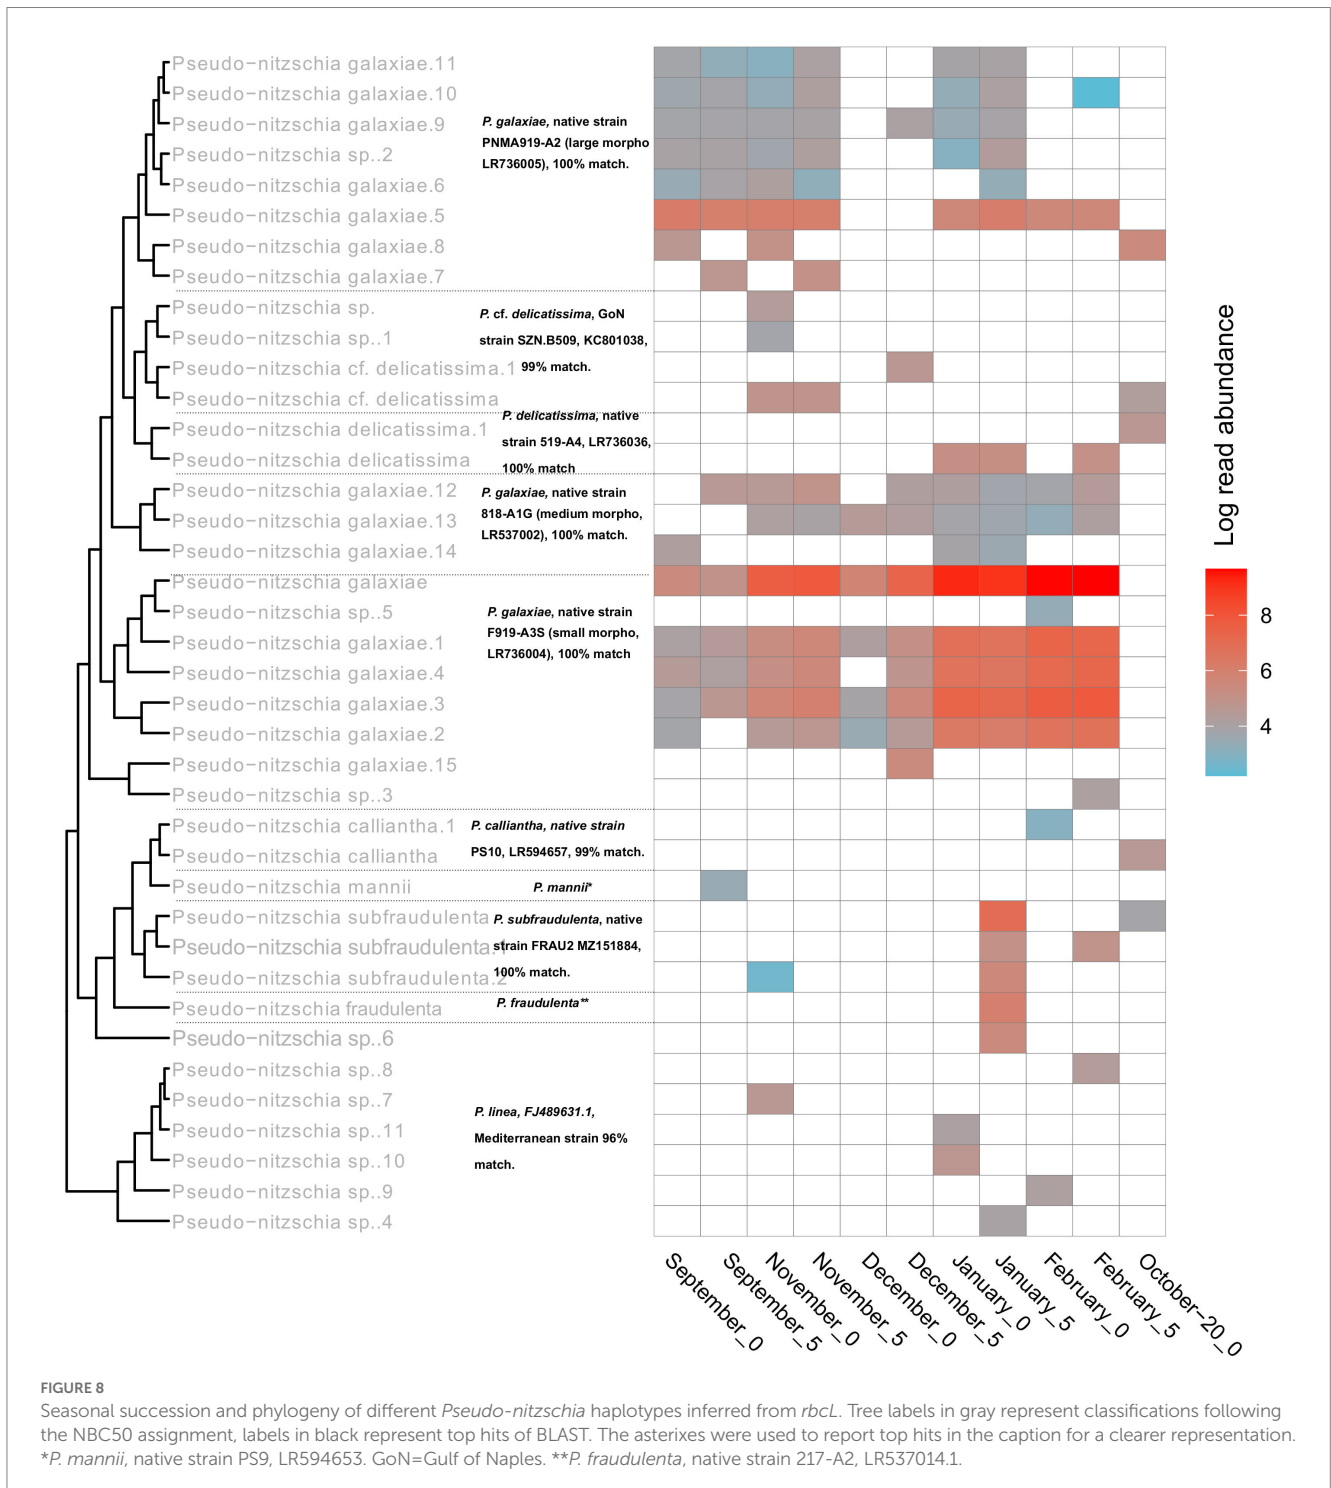 Pseudo−nitzschia galaxiae.11
Pseudo−nitzschia galaxiae.10
Pseudo−nitzschia galaxiae.9
Pseudo−nitzschia sp..2
Pseudo−nitzschia galaxiae.6
Pseudo−nitzschia galaxiae.5
Pseudo−nitzschia galaxiae.8
Pseudo−nitzschia galaxiae.7
Pseudo−nitzschia sp.
Pseudo−nitzschia sp..1
Pseudo−nitzschia cf. delicatissima.1
Pseudo−nitzschia cf. delicatissima
Pseudo−nitzschia delicatissima.1
Pseudo−nitzschia delicatissima
Pseudo−nitzschia galaxiae.12
Pseudo−nitzschia galaxiae.13
Pseudo−nitzschia galaxiae.14
Pseudo−nitzschia galaxiae
Pseudo−nitzschia sp..5
Pseudo−nitzschia galaxiae.1
Pseudo−nitzschia galaxiae.4
Pseudo−nitzschia galaxiae.3
Pseudo−nitzschia galaxiae.2
Pseudo−nitzschia galaxiae.15
Pseudo−nitzschia sp..3
Pseudo−nitzschia calliantha.1
Pseudo−nitzschia calliantha
Pseudo−nitzschia mannii
Pseudo−nitzschia subfraudulenta
Pseudo−nitzschia subfraudulenta.1
Pseudo−nitzschia subfraudulenta.2
Pseudo−nitzschia fraudulenta
Pseudo−nitzschia sp..6
Pseudo−nitzschia sp..8
Pseudo−nitzschia sp..7
Pseudo−nitzschia sp..11
Pseudo−nitzschia sp..10
Pseudo−nitzschia sp..9
Pseudo−nitzschia sp..4
P. galaxiae, native strain
PNMA919-A2 (large morpho
LR736005), 100% match.
P. cf. delicatissima, GoN
strain SZN.B509, KC801038,
99% match.
P. delicatissima, native
strain 519-A4, LR736036,
100% match
P. galaxiae, native strain
818-A1G (medium morpho,
LR537002), 100% match.
P. galaxiae, native strain
F919-A3S (small morpho,
LR736004), 100% match
P. calliantha, native strain
PS10, LR594657, 99% match.
P. mannii*
P. subfraudulenta, native
strain FRAU2 MZ151884,
100% match.
P. fraudulenta**
P. linea, FJ489631.1,
Mediterranean strain 96%
match.
September_0
September_5
November_0
November_5
December_0
December_5
January_0
January_5
February_0
February_5
October−20_0
Log read abundance
8
6
4
FIGURE 8
Seasonal succession and phylogeny of different Pseudo-nitzschia haplotypes inferred from rbcL. Tree labels in gray represent classifications following
the NBC50 assignment, labels in black represent top hits of BLAST. The asterixes were used to report top hits in the caption for a clearer representation.
*P. mannii, native strain PS9, LR594653. GoN=Gulf of Naples. **P. fraudulenta, native strain 217-A2, LR537014.1.